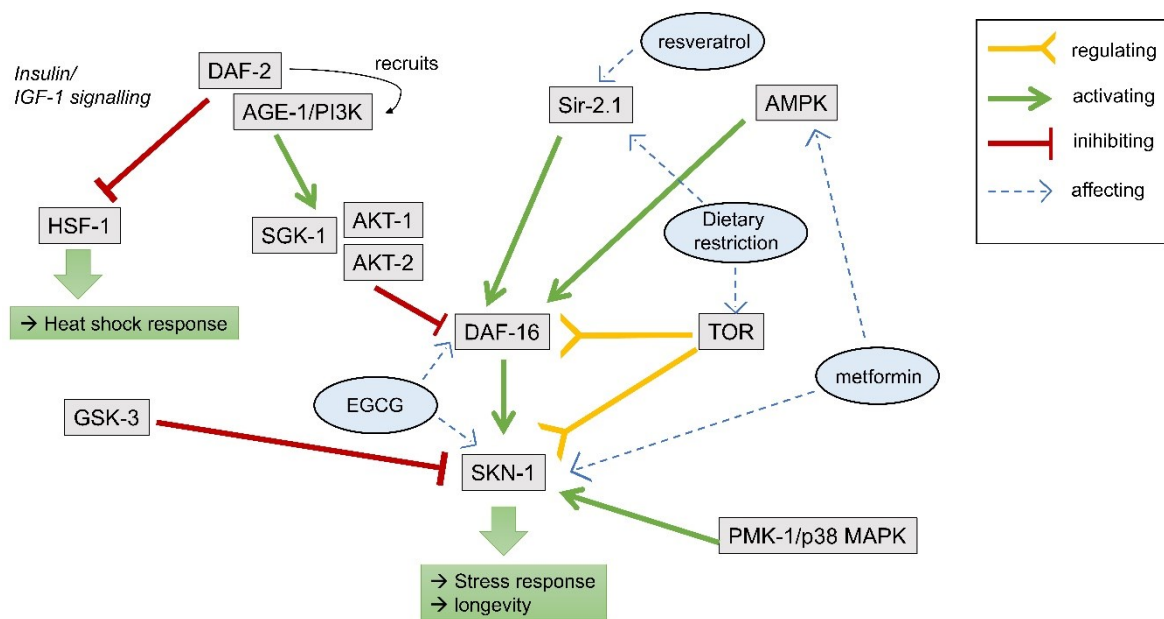 Insulin/
IGF-1 signalling
DAF-2
recruits
AGE-1/PI3K
resveratrol
Sir-2.1
AMPK
regulating
activating
inihibiting
affecting
HSF-1
SGK-1
AKT-1
AKT-2
Dietary
restriction
→ Heat shock response
DAF-16
TOR
EGCG
metformin
GSK-3
SKN-1
PMK-1/p38 MAPK
→ Stress response
→ longevity